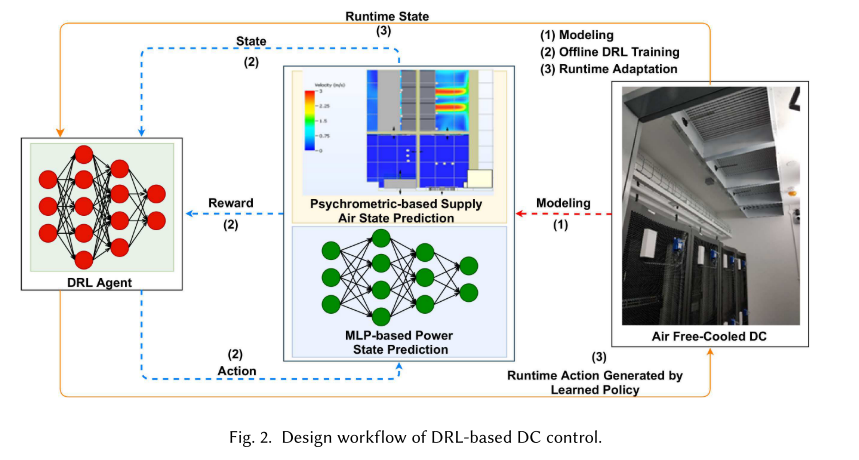 Runtime State
(3)
(1) Modeling
(2) Offline DRL Training
(3) Runtime Adaptation
State
(2)
Velocity (m/s)
3
2.25
1.5
0.75
0
Psychrometric-based Supply
Air State Prediction
Reward
(2)
Modeling
(1)
DRL Agent
MLP-based Power
State Prediction
Air Free-Cooled DC
(2)
Action
(3)
Runtime Action Generated by
Learned Policy
Fig. 2. Design workflow of DRL-based DC control.